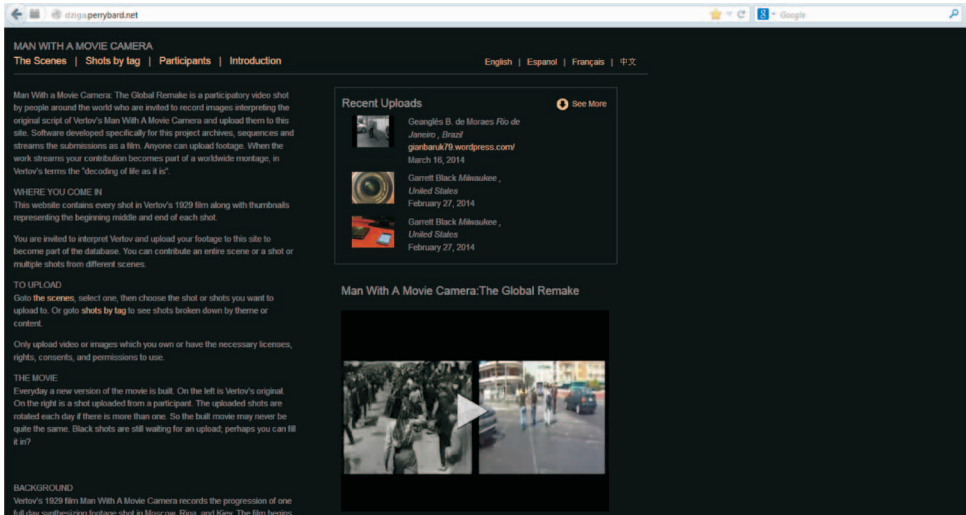 dziga.perrybard.net
Google
MAN WITH A MOVIE CAMERA
The Scenes | Shots by tag | Participants | Introduction
English | Espanol | Français | 中文
Man with a Movie Camera: The Global Remake is a participatory video shot
by people around the world who are invited to record images interpreting the
original script of Vertov's Man With A Movie Camera and upload them to this
site. Software developed specifically for this project archives, sequences and
streams the submissions as a film. Anyone can upload footage. When the
work streams your contribution becomes part of a worldwide montage, in
Vertov's terms the "decoding of life as it is".
WHERE YOU COME IN
This website contains every shot in Vertov's 1929 film along with thumbnails
representing the beginning middle and end of each shot.
You are invited to interpret Vertov and upload your footage to this site to
become part of the database. You can contribute an entire scene or a shot or
multiple shots from different scenes.
TO UPLOAD
Goto the scenes, select one, then choose the shot or shots you want to
upload to. Or goto shots by tag to see shots broken down by theme or
content.
Only upload video or images which you own or have the necessary licenses,
rights, consents, and permissions to use.
THE MOVIE
Everyday a new version of the movie is built. On the left is Vertov's original.
On the right is a shot uploaded from a participant. The uploaded shots are
rotated each day if there is more than one. So the built movie may never be
quite the same. Black shots are still waiting for an upload; perhaps you can fill
it in?
BACKGROUND
Vertov's 1929 film Man With A Movie Camera records the progression of one
full day synthesizing footage shot in Moscow, Riga, and Kiev. The film begins
Recent Uploads
See More
Geanglés B. de Moraes Rio de
Janeiro , Brazil
gianbaruk79.wordpress.com/
March 16, 2014
Garrett Black Milwaukee ,
United States
February 27, 2014
Garrett Black Milwaukee ,
United States
February 27, 2014
Man With A Movie Camera:The Global Remake